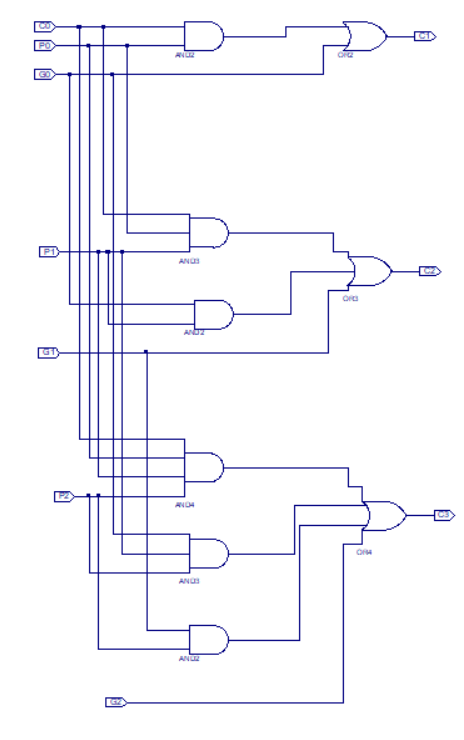 C0
P0
AND2
OR2
C1
G0
P1
AND3
C2
OR3
AND2
G1
P2
AND4
C3
AND3
OR4
AND2
G2